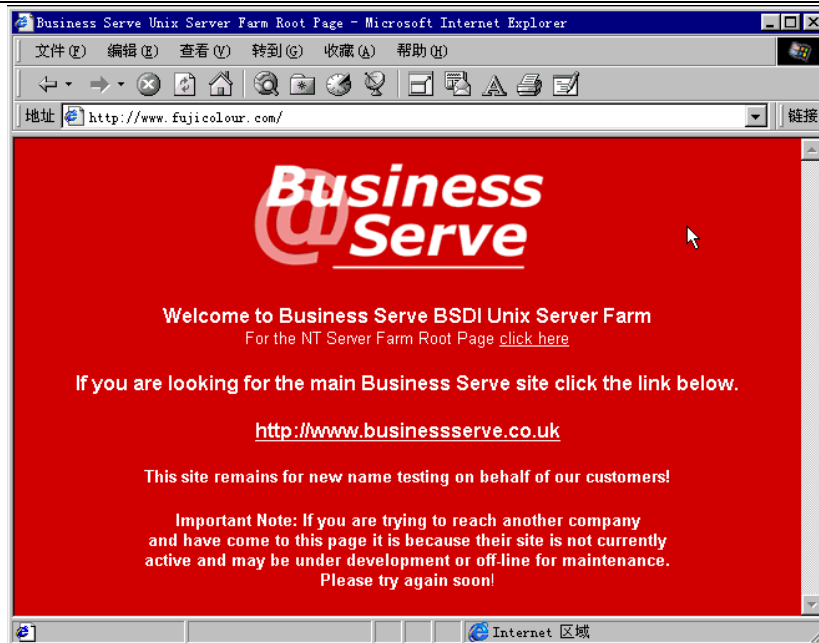 Business Serve Unix Server Farm Root Page - Microsoft Internet Explorer
文件(F) 编辑(E) 查看(V) 转到(G) 收藏(A) 帮助(H)
地址 http://www.fujicolour.com/ 链接
@Business
Serve
Welcome to Business Serve BSDI Unix Server Farm
For the NT Server Farm Root Page click here
If you are looking for the main Business Serve site click the link below.
http://www.businessserve.co.uk
This site remains for new name testing on behalf of our customers!
Important Note: If you are trying to reach another company
and have come to this page it is because their site is not currently
active and may be under development or off-line for maintenance.
Please try again soon!
Internet 区域